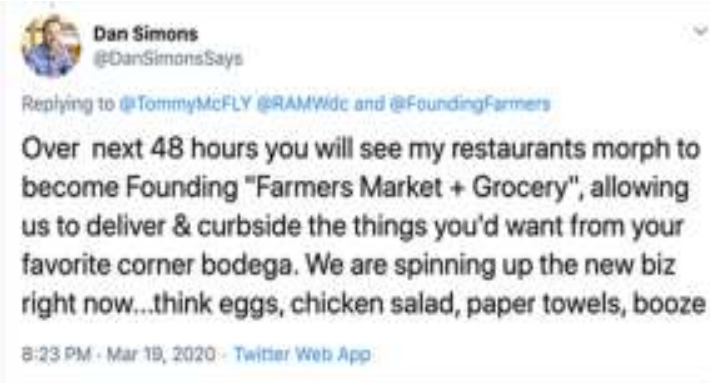 Dan Simons
@DanSimonsSays
Replying to @TommyMcFLY @RAMWdc and @FoundingFarmers
Over next 48 hours you will see my restaurants morph to
become Founding "Farmers Market + Grocery", allowing
us to deliver & curbside the things you'd want from your
favorite corner bodega. We are spinning up the new biz
right now...think eggs, chicken salad, paper towels, booze
8:23 PM · Mar 19, 2020 · Twitter Web App